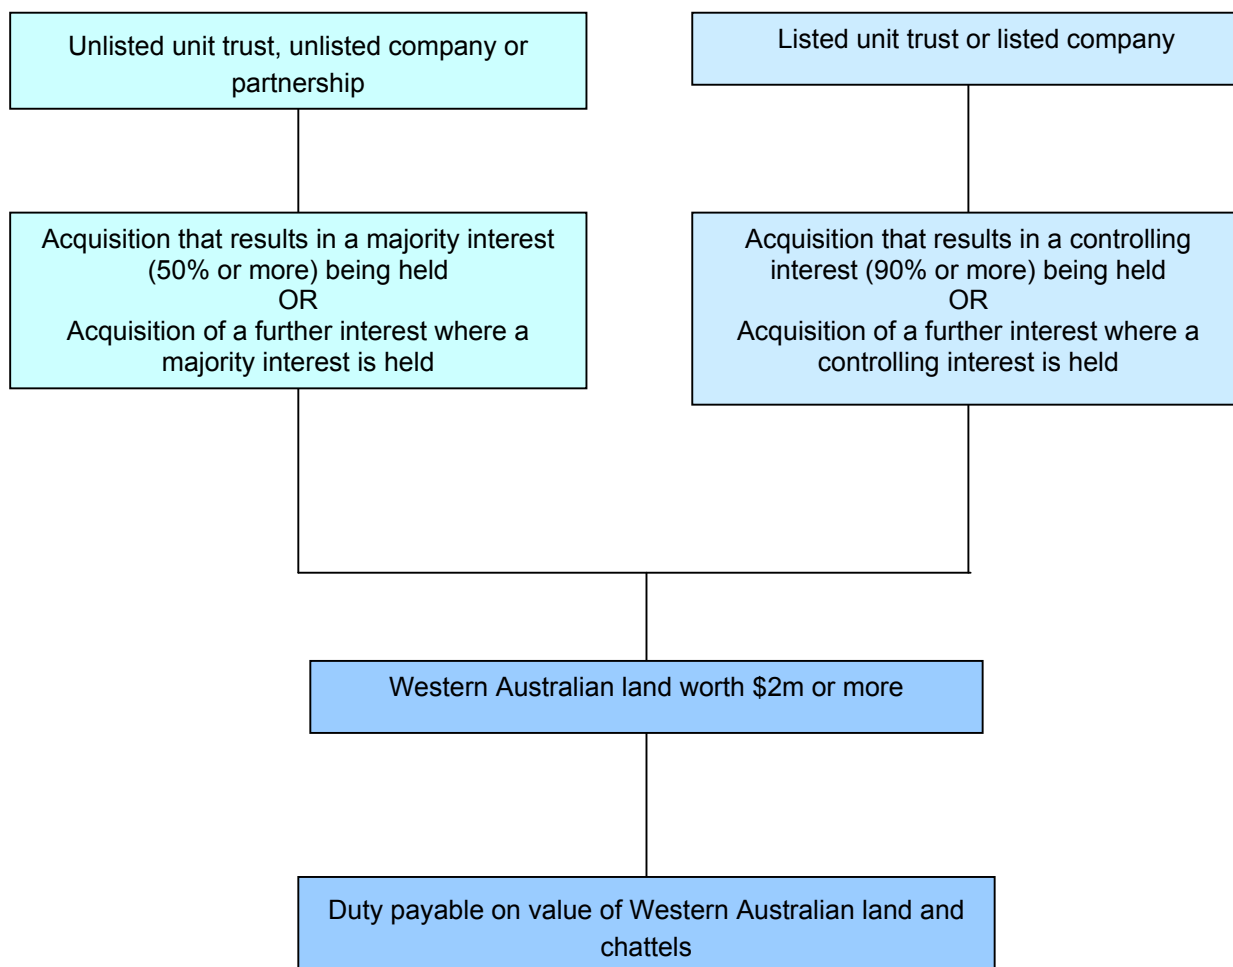 Unlisted unit trust, unlisted company or
partnership
Listed unit trust or listed company
Acquisition that results in a majority interest
(50% or more) being held
OR
Acquisition of a further interest where a
majority interest is held
Acquisition that results in a controlling
interest (90% or more) being held
OR
Acquisition of a further interest where a
controlling interest is held
Western Australian land worth $2m or more
Duty payable on value of Western Australian land and
chattels